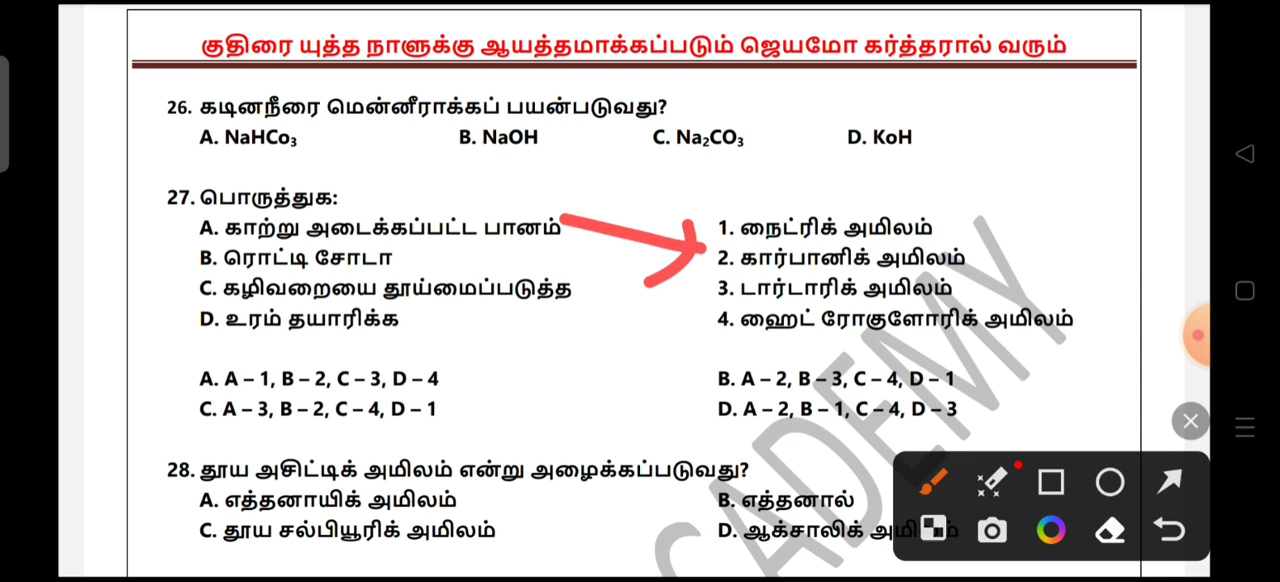 குதிரை யுத்த நாளுக்கு ஆயத்தமாக்கப்படும் ஜெயமோ கர்த்தரால் வரும்
26. கடினநீரை மென்னீராக்கப் பயன்படுவது?
A. NaHCo₃ B. NaOH C. Na₂CO₃ D. KoH
27. பொருத்துக:
A. காற்று அடைக்கப்பட்ட பானம் 1. நைட்ரிக் அமிலம்
B. ரொட்டி சோடா 2. கார்பானிக் அமிலம்
C. கழிவறையை தூய்மைப்படுத்த 3. டார்டாரிக் அமிலம்
D. உரம் தயாரிக்க 4. ஹைட் ரோகுளோரிக் அமிலம்
A. A – 1, B – 2, C – 3, D – 4 B. A – 2, B – 3, C – 4, D – 1
C. A – 3, B – 2, C – 4, D – 1 D. A – 2, B – 1, C – 4, D – 3
28. தூய அசிட்டிக் அமிலம் என்று அழைக்கப்படுவது?
A. எத்தனாயிக் அமிலம் B. எத்தனால்
C. தூய சல்பியூரிக் அமிலம் D. ஆக்சாலிக்
CADEMY